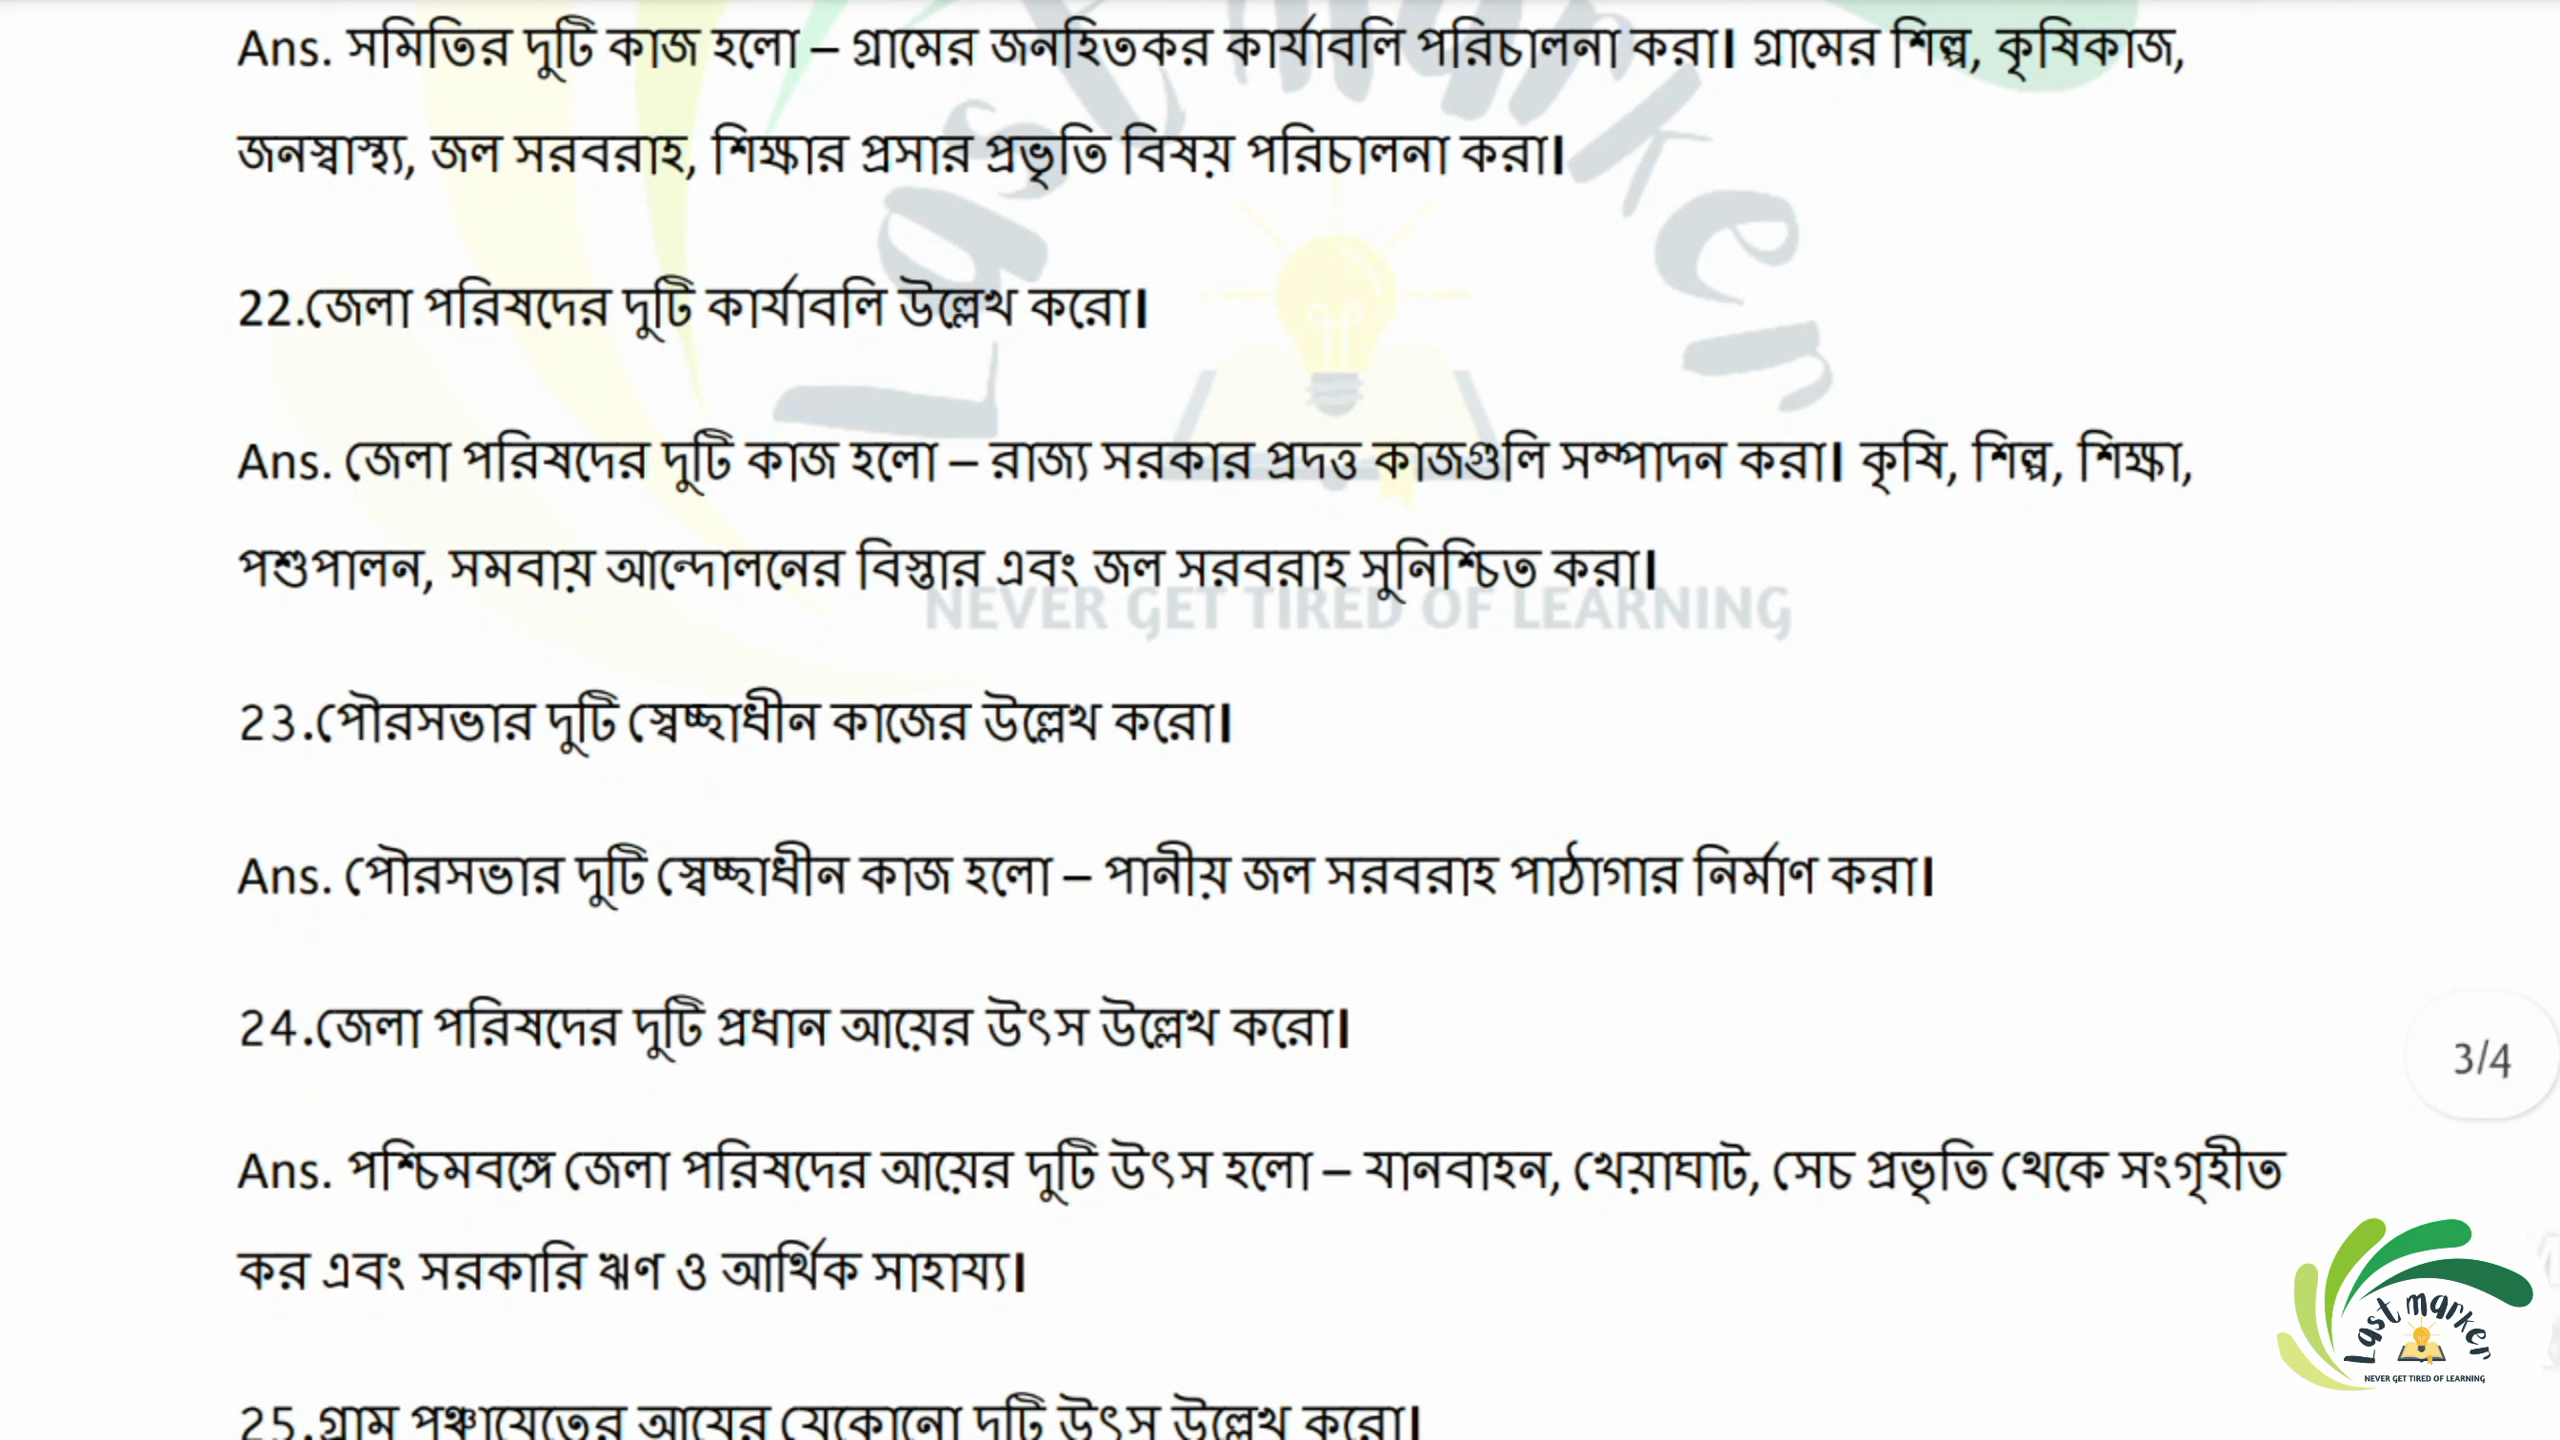 Ans. সমিতির দুটি কাজ হলো – গ্রামের জনহিতকর কার্যাবলি পরিচালনা করা। গ্রামের শিল্প, কৃষিকাজ,
জনস্বাস্থ্য, জল সরবরাহ, শিক্ষার প্রসার প্রভৃতি বিষয় পরিচালনা করা।
Last marker
22.জেলা পরিষদের দুটি কার্যাবলি উল্লেখ করো।
Ans. জেলা পরিষদের দুটি কাজ হলো – রাজ্য সরকার প্রদত্ত কাজগুলি সম্পাদন করা। কৃষি, শিল্প, শিক্ষা,
পশুপালন, সমবায় আন্দোলনের বিস্তার এবং জল সরবরাহ সুনিশ্চিত করা।
NEVER GET TIRED OF LEARNING
23.পৌরসভার দুটি স্বেচ্ছাধীন কাজের উল্লেখ করো।
Ans. পৌরসভার দুটি স্বেচ্ছাধীন কাজ হলো – পানীয় জল সরবরাহ পাঠাগার নির্মাণ করা।
24.জেলা পরিষদের দুটি প্রধান আয়ের উৎস উল্লেখ করো।
3/4
Ans. পশ্চিমবঙ্গে জেলা পরিষদের আয়ের দুটি উৎস হলো – যানবাহন, খেয়াঘাট, সেচ প্রভৃতি থেকে সংগৃহীত
কর এবং সরকারি ঋণ ও আর্থিক সাহায্য।
Last marker
NEVER GET TIRED OF LEARNING
25.গ্রাম পঞ্চায়েতের আয়ের যেকোনো দুটি উৎস উল্লেখ করো।